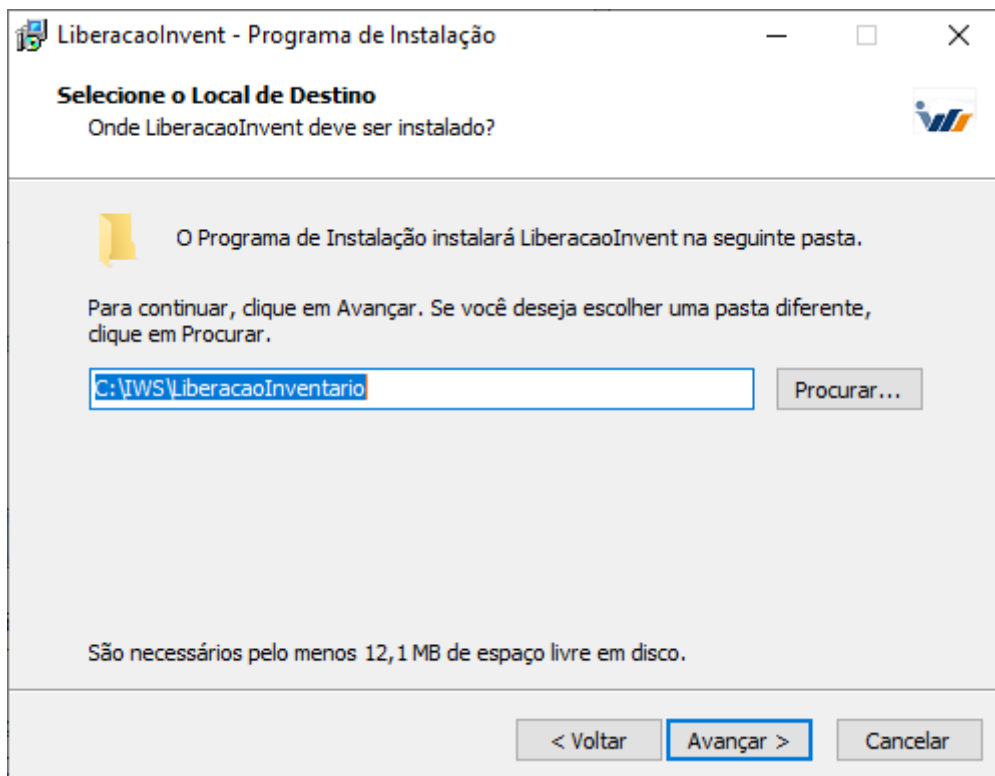 LiberacaoInvent - Programa de Instalação
Selecione o Local de Destino
Onde LiberacaoInvent deve ser instalado?
iws
O Programa de Instalação instalará LiberacaoInvent na seguinte pasta.
Para continuar, clique em Avançar. Se você deseja escolher uma pasta diferente,
clique em Procurar.
C:\IWS\LiberacaoInventario
Procurar...
São necessários pelo menos 12,1 MB de espaço livre em disco.
< Voltar
Avançar >
Cancelar